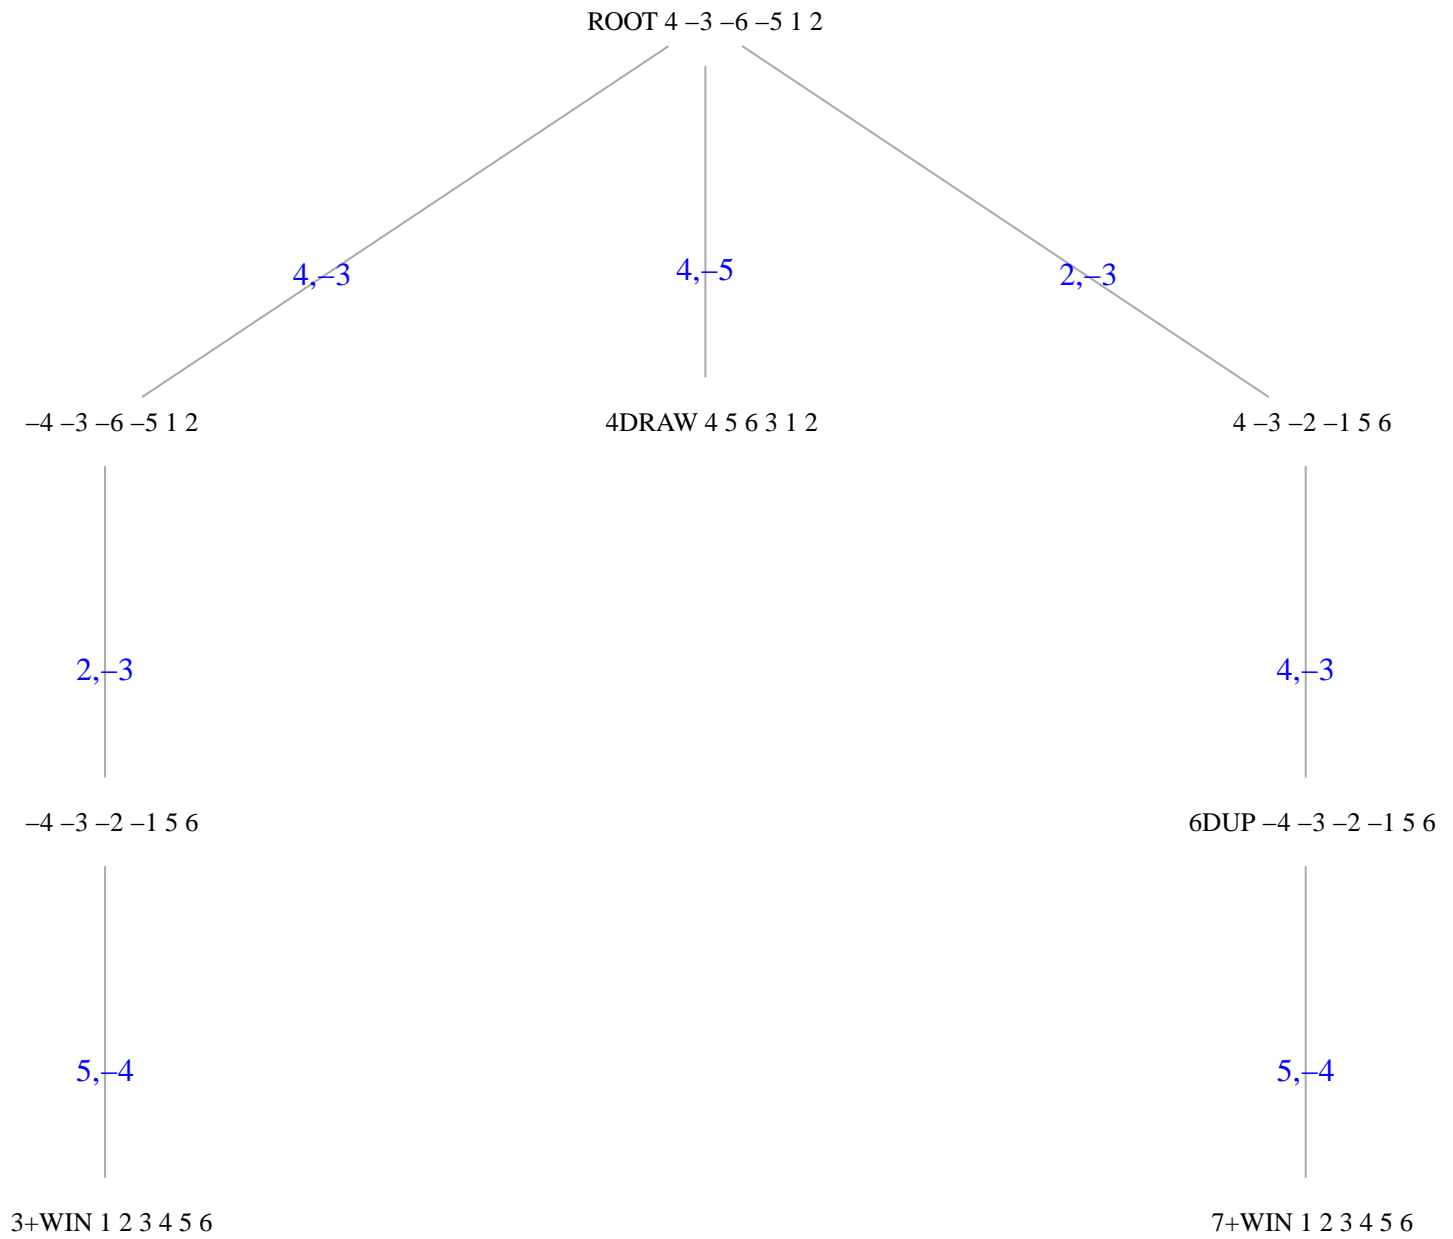 ROOT 4 –3 –6 –5 1 2
4,–3
4,–5
2,–3
–4 –3 –6 –5 1 2
4DRAW 4 5 6 3 1 2
4 –3 –2 –1 5 6
2,–3
4,–3
–4 –3 –2 –1 5 6
6DUP –4 –3 –2 –1 5 6
5,–4
5,–4
3+WIN 1 2 3 4 5 6
7+WIN 1 2 3 4 5 6